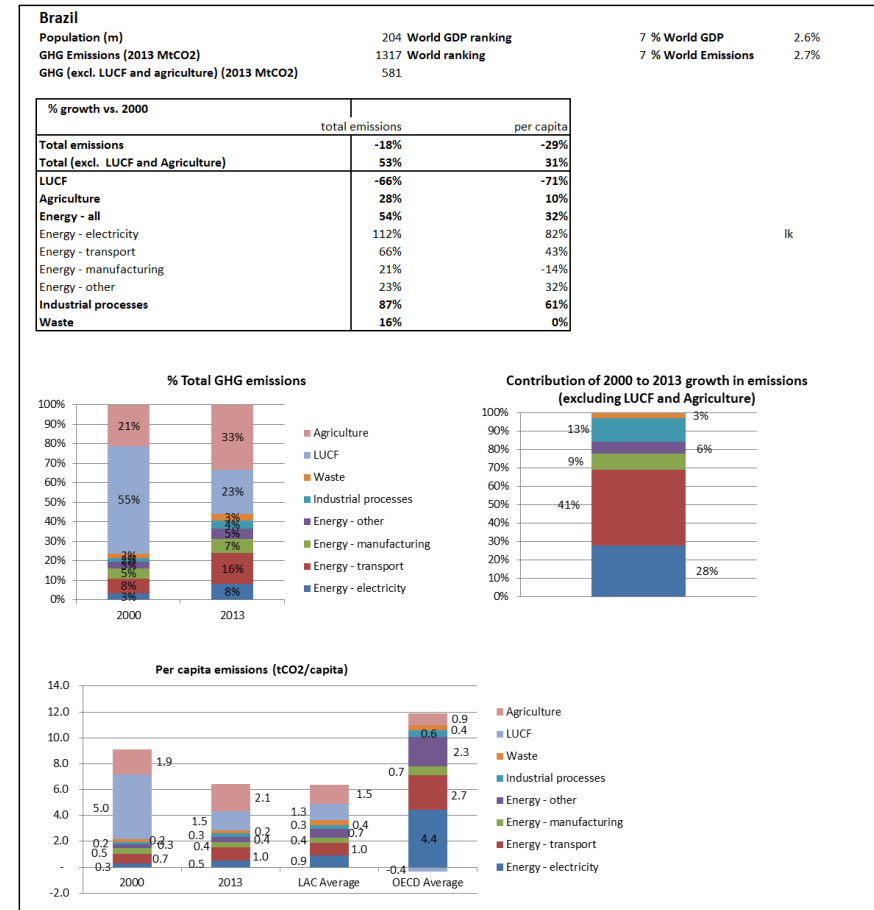 Brazil
Population (m) 204 World GDP ranking 7 % World GDP 2.6%
GHG Emissions (2013 MtCO2) 1317 World ranking 7 % World Emissions 2.7%
GHG (excl. LUCF and agriculture) (2013 MtCO2) 581
% growth vs. 2000
total emissions per capita
Total emissions -18% -29%
Total (excl. LUCF and Agriculture) 53% 31%
LUCF -66% -71%
Agriculture 28% 10%
Energy - all 54% 32%
Energy - electricity 112% 82% lk
Energy - transport 66% 43%
Energy - manufacturing 21% -14%
Energy - other 23% 32%
Industrial processes 87% 61%
Waste 16% 0%
% Total GHG emissions
100%
90%
80%
70%
60%
50%
40%
30%
20%
10%
0%
21%
55%
2%
5%
8%
3%
33%
23%
3%
4%
5%
7%
16%
8%
2000 2013
Agriculture
LUCF
Waste
Industrial processes
Energy - other
Energy - manufacturing
Energy - transport
Energy - electricity
Contribution of 2000 to 2013 growth in emissions
(excluding LUCF and Agriculture)
100%
90%
80%
70%
60%
50%
40%
30%
20%
10%
0%
3%
13%
6%
9%
41%
28%
Per capita emissions (tCO2/capita)
14.0
12.0
10.0
8.0
6.0
4.0
2.0
-
-2.0
1.9
5.0
0.2
0.2
0.3
0.5
0.7
0.3
2.1
1.5
0.2
0.3
0.4
0.4
1.0
0.5
1.5
1.3
0.4
0.3
0.7
0.4
1.0
0.9
0.9
0.4
0.6
2.3
0.7
2.7
4.4
-0.4
2000 2013 LAC Average OECD Average
Agriculture
LUCF
Waste
Industrial processes
Energy - other
Energy - manufacturing
Energy - transport
Energy - electricity